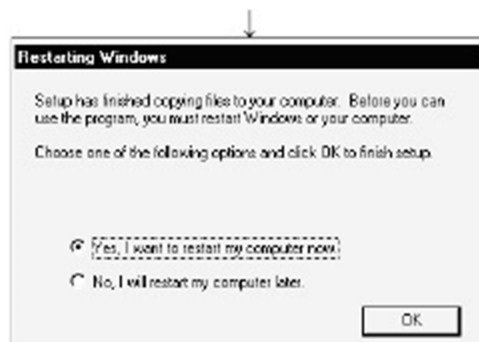 Restarting Windows
Setup has finished copying files to your computer. Before you can
use the program, you must restart Windows or your computer.
Choose one of the following options and click OK to finish setup.
Yes, I want to restart my computer now.
No, I will restart my computer later.
OK